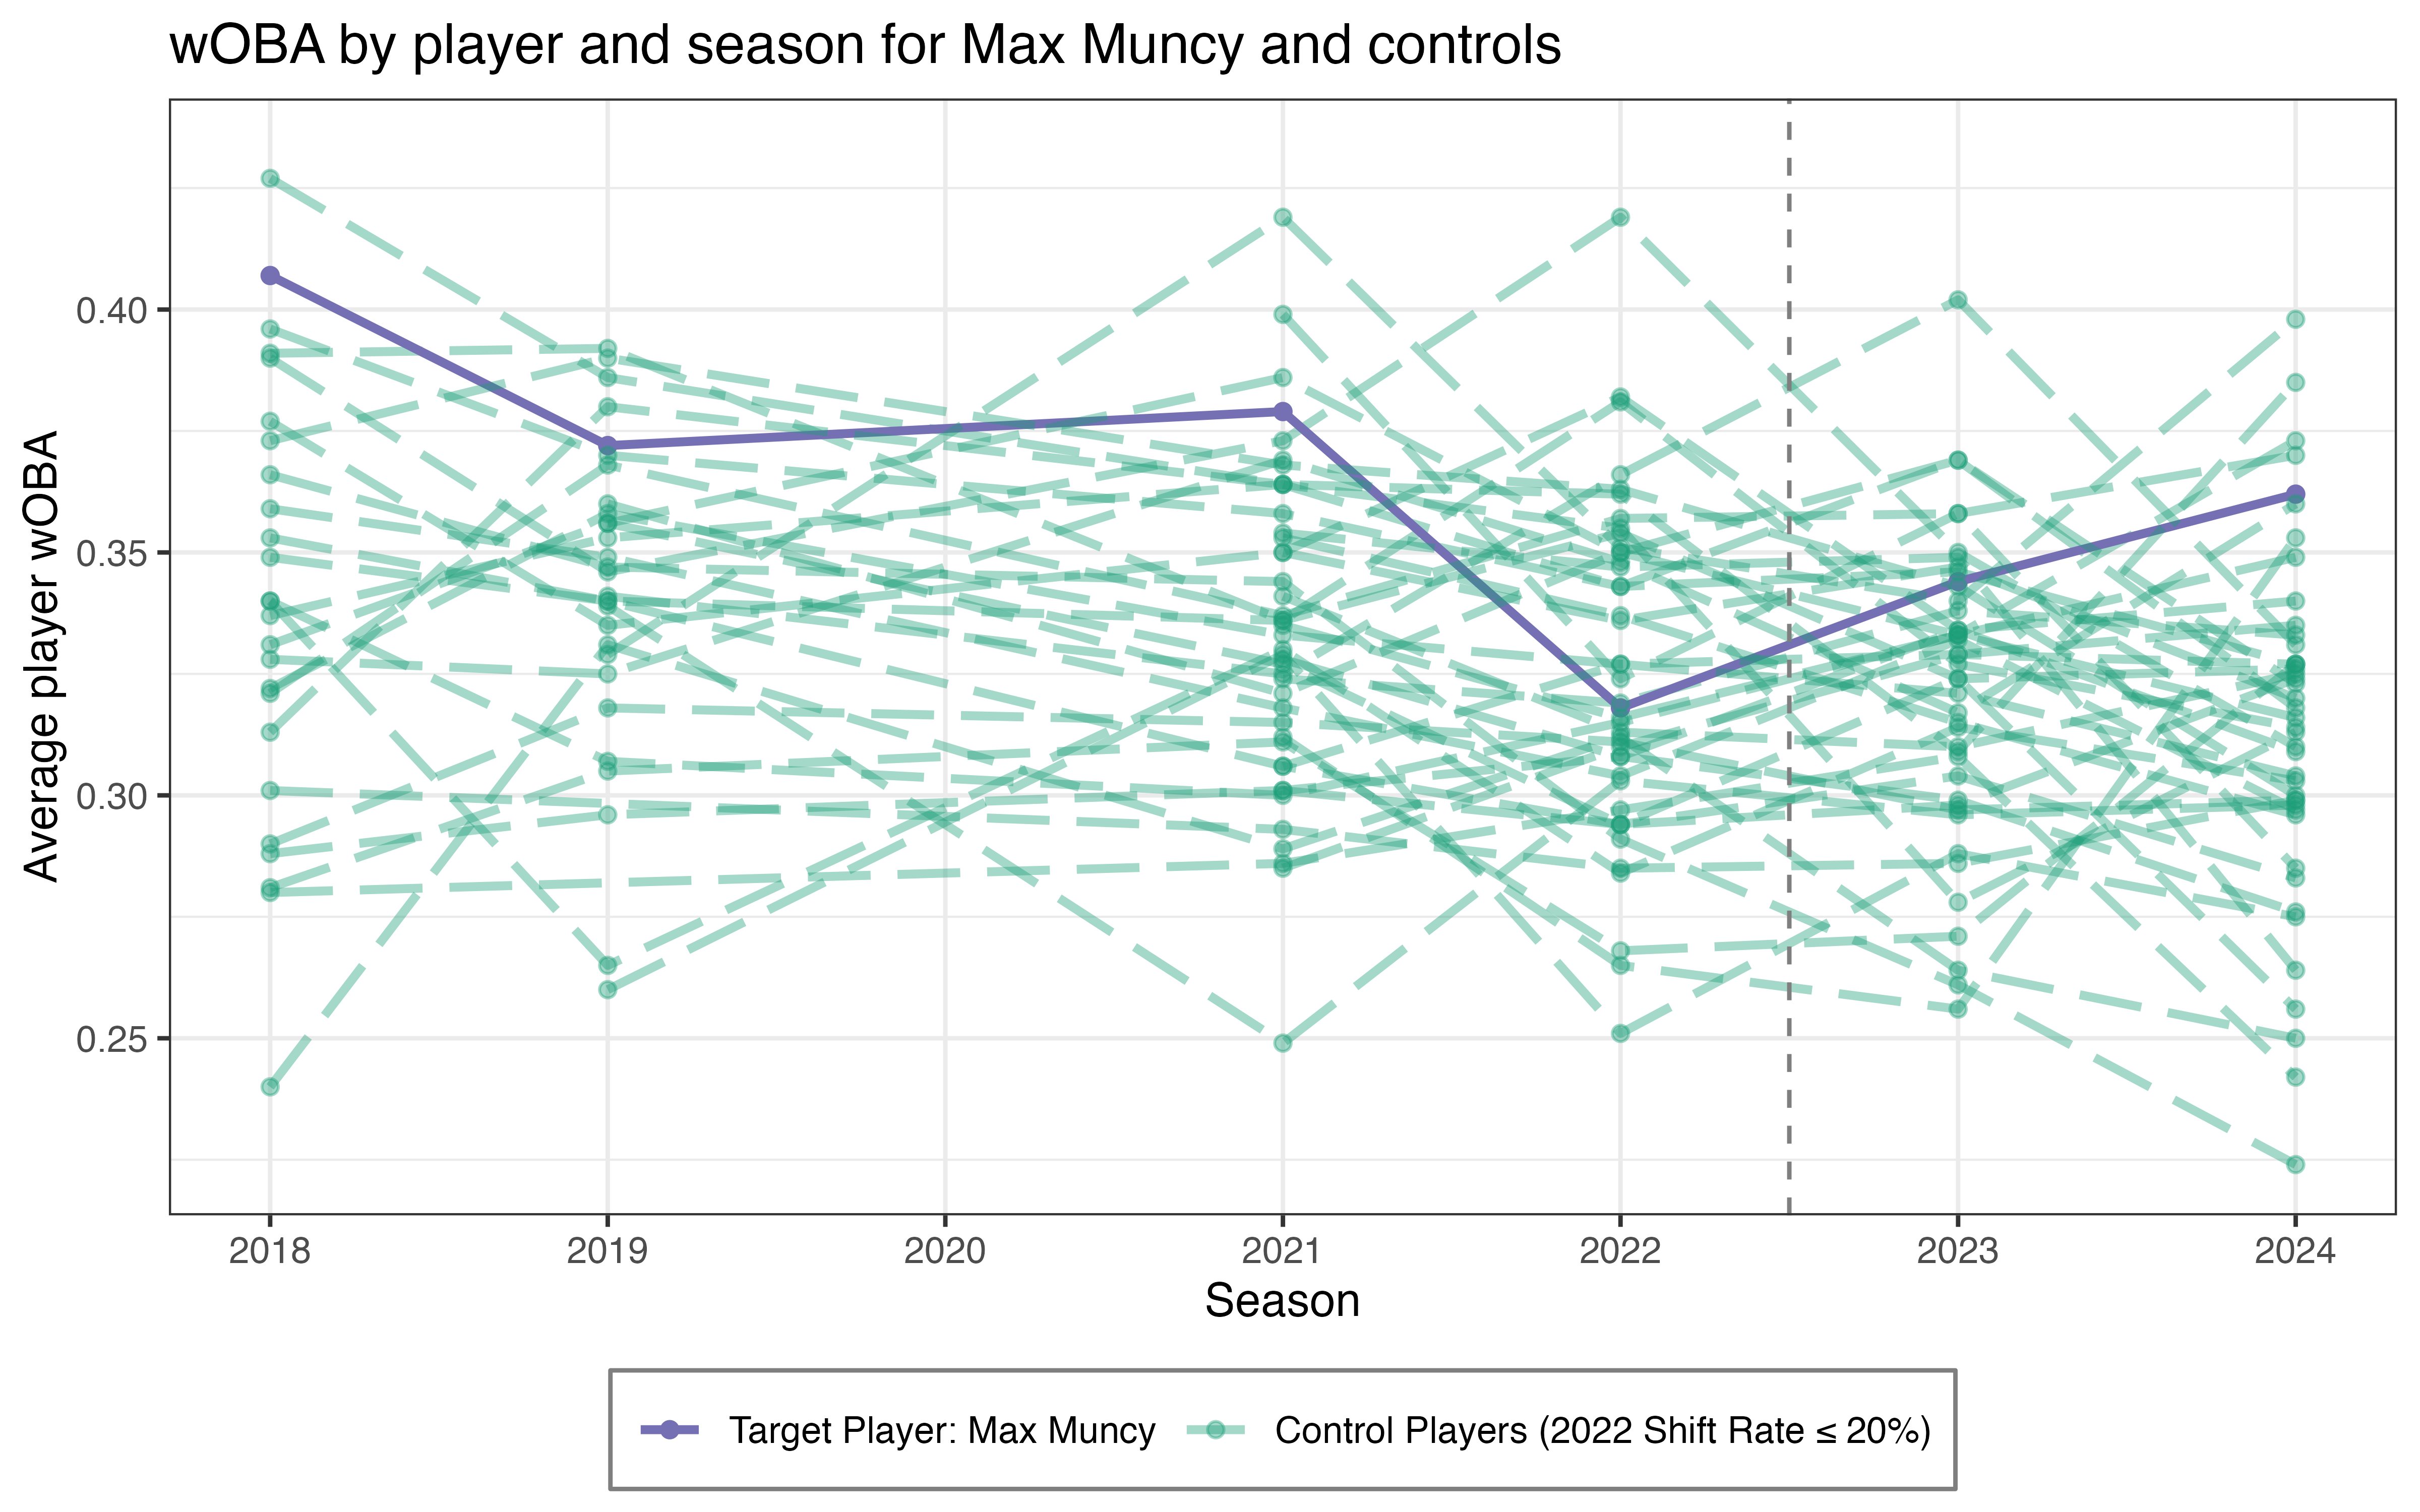 wOBA by player and season for Max Muncy and controls
Average player wOBA
0.40
0.35
0.30
0.25
2018 2019 2020 2021 2022 2023 2024
Season
Target Player: Max Muncy Control Players (2022 Shift Rate ≤ 20%)